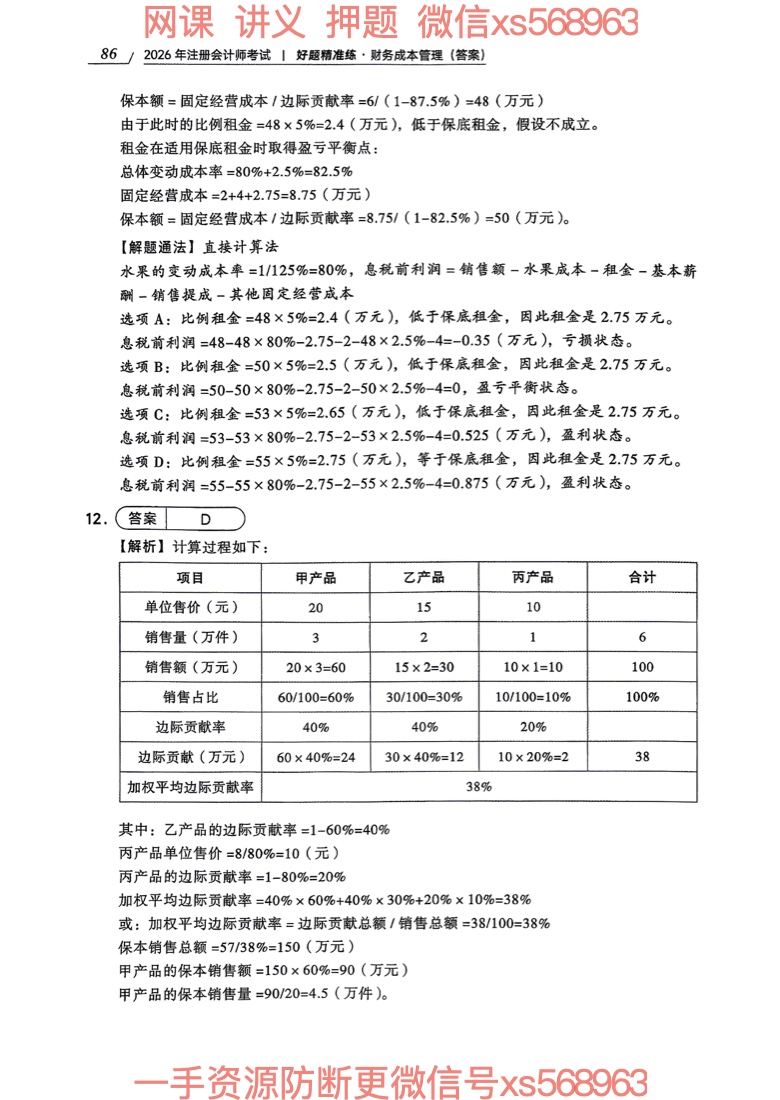 网课 讲义 押题 微信xs568963
86 / 2026 年注册会计师考试 | 好题精准练·财务成本管理（答案）
保本额 = 固定经营成本 / 边际贡献率 =6/（1-87.5%）=48（万元）
由于此时的比例租金 =48×5%=2.4（万元），低于保底租金，假设不成立。
租金在适用保底租金时取得盈亏平衡点：
总体变动成本率 =80%+2.5%=82.5%
固定经营成本 =2+4+2.75=8.75（万元）
保本额 = 固定经营成本 / 边际贡献率 =8.75/（1-82.5%）=50（万元）。
【解题通法】直接计算法
水果的变动成本率 =1/125%=80%，息税前利润 = 销售额 - 水果成本 - 租金 - 基本薪
酬 - 销售提成 - 其他固定经营成本
选项 A：比例租金 =48×5%=2.4（万元），低于保底租金，因此租金是 2.75 万元。
息税前利润 =48-48×80%-2.75-2-48×2.5%-4=-0.35（万元），亏损状态。
选项 B：比例租金 =50×5%=2.5（万元），低于保底租金，因此租金是 2.75 万元。
息税前利润 =50-50×80%-2.75-2-50×2.5%-4=0，盈亏平衡状态。
选项 C：比例租金 =53×5%=2.65（万元），低于保底租金，因此租金是 2.75 万元。
息税前利润 =53-53×80%-2.75-2-53×2.5%-4=0.525（万元），盈利状态。
选项 D：比例租金 =55×5%=2.75（万元），等于保底租金，因此租金是 2.75 万元。
息税前利润 =55-55×80%-2.75-2-55×2.5%-4=0.875（万元），盈利状态。
12. 答案 D
【解析】计算过程如下：
项目 甲产品 乙产品 丙产品 合计
单位售价（元） 20 15 10
销售量（万件） 3 2 1 6
销售额（万元） 20×3=60 15×2=30 10×1=10 100
销售占比 60/100=60% 30/100=30% 10/100=10% 100%
边际贡献率 40% 40% 20%
边际贡献（万元） 60×40%=24 30×40%=12 10×20%=2 38
加权平均边际贡献率 38%
其中：乙产品的边际贡献率 =1-60%=40%
丙产品单位售价 =8/80%=10（元）
丙产品的边际贡献率 =1-80%=20%
加权平均边际贡献率 =40%×60%+40%×30%+20%×10%=38%
或：加权平均边际贡献率 = 边际贡献总额 / 销售总额 =38/100=38%
保本销售总额 =57/38%=150（万元）
甲产品的保本销售额 =150×60%=90（万元）
甲产品的保本销售量 =90/20=4.5（万件）。
一手资源防断更微信号xs568963